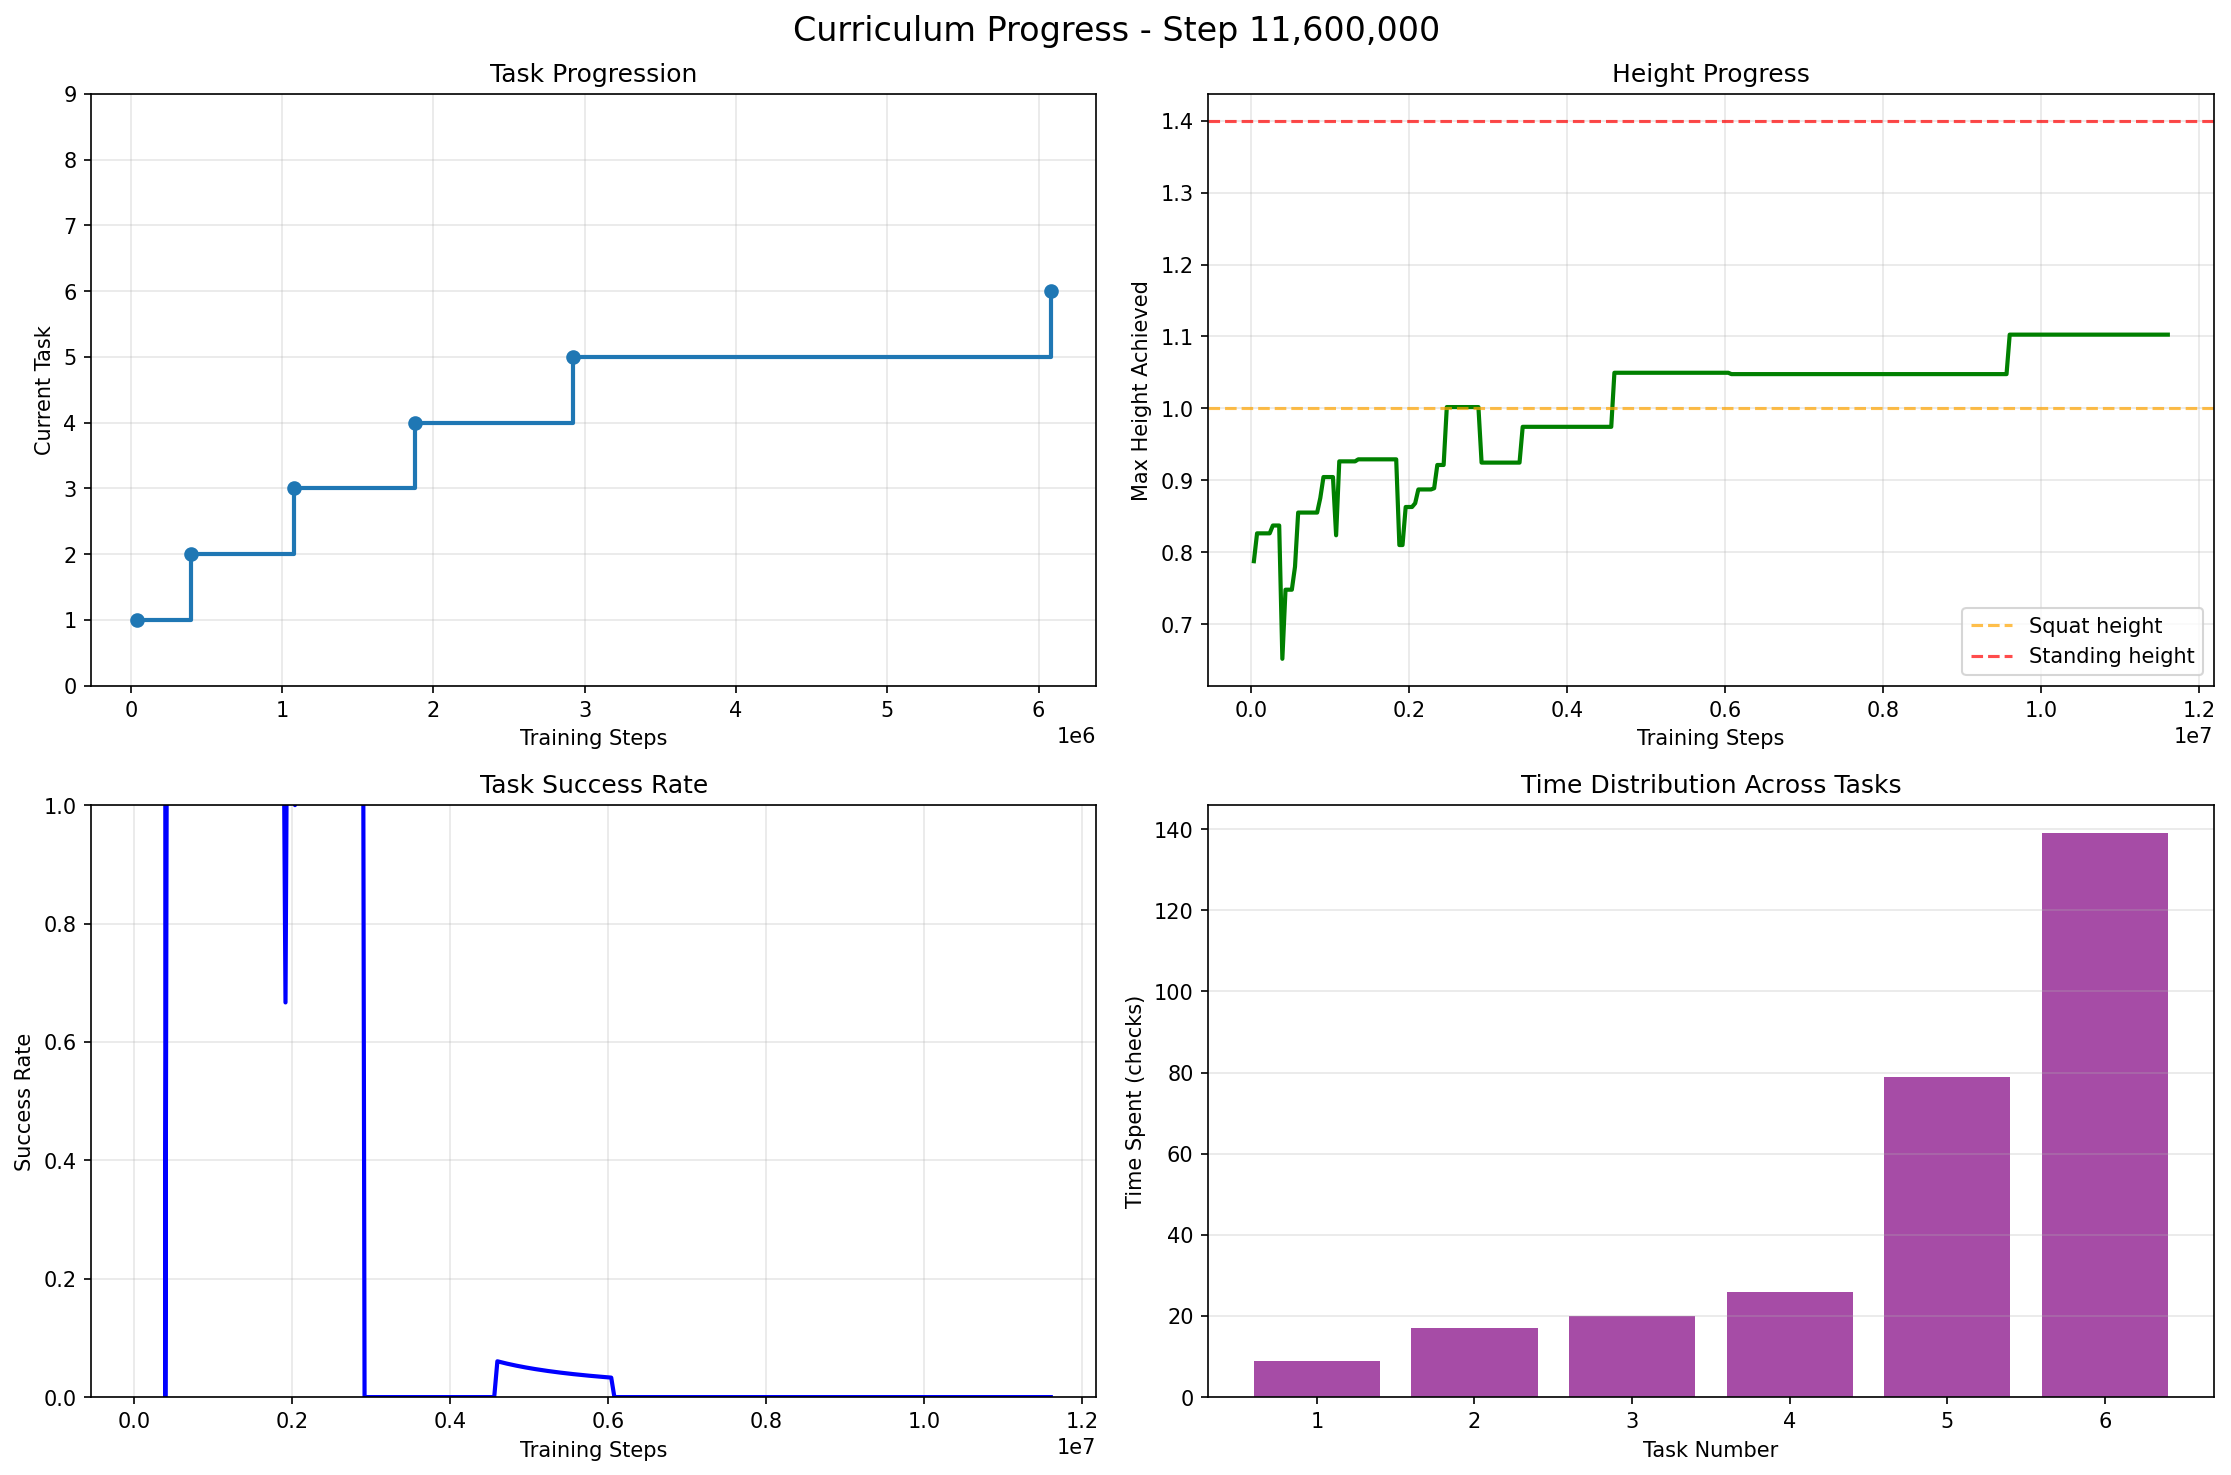 Curriculum Progress - Step 11,600,000
Task Progression
9
8
7
6
5
4
3
2
1
0
Current Task
0 1 2 3 4 5 6
1e6
Training Steps
Height Progress
1.4
1.3
1.2
1.1
1.0
0.9
0.8
0.7
Max Height Achieved
Squat height
Standing height
0.0 0.2 0.4 0.6 0.8 1.0 1.2
1e7
Training Steps
Task Success Rate
1.0
0.8
0.6
0.4
0.2
0.0
Success Rate
0.0 0.2 0.4 0.6 0.8 1.0 1.2
1e7
Training Steps
Time Distribution Across Tasks
140
120
100
80
60
40
20
0
Time Spent (checks)
1 2 3 4 5 6
Task Number